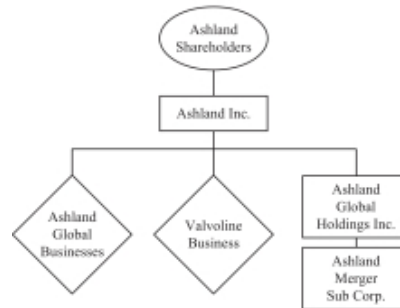 Ashland
Shareholders
Ashland Inc.
Ashland
Global
Businesses
Valvoline
Business
Ashland
Global
Holdings Inc.
Ashland
Merger
Sub Corp.